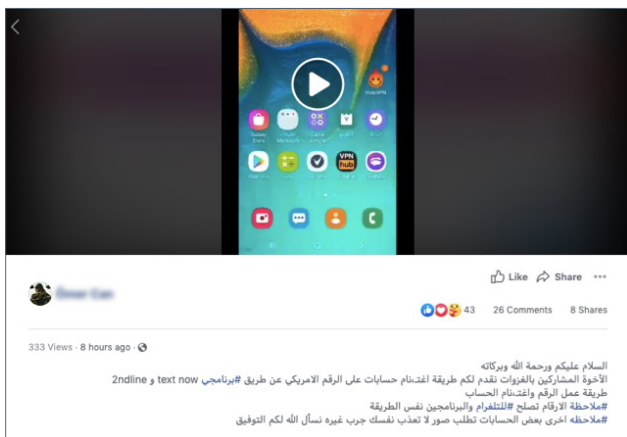 VPN
hub
Like
Share
43
26 Comments
8 Shares
333 Views · 8 hours ago ·
السلام عليكم ورحمة الله وبركاته
الأخوة المشاركين بالغزوات نقدم لكم طريقة اغتـنام حسابات على الرقم الامريكي عن طريق #برنامجي text now و 2ndline
طريقة عمل الرقم واغتـنام الحساب
#ملاحظة الارقام تصلح #للتلغرام والبرنامجين نفس الطريقة
#ملاحظه اخرى بعض الحسابات تطلب صور لا تعذب نفسك جرب غيره نسأل الله لكم التوفيق